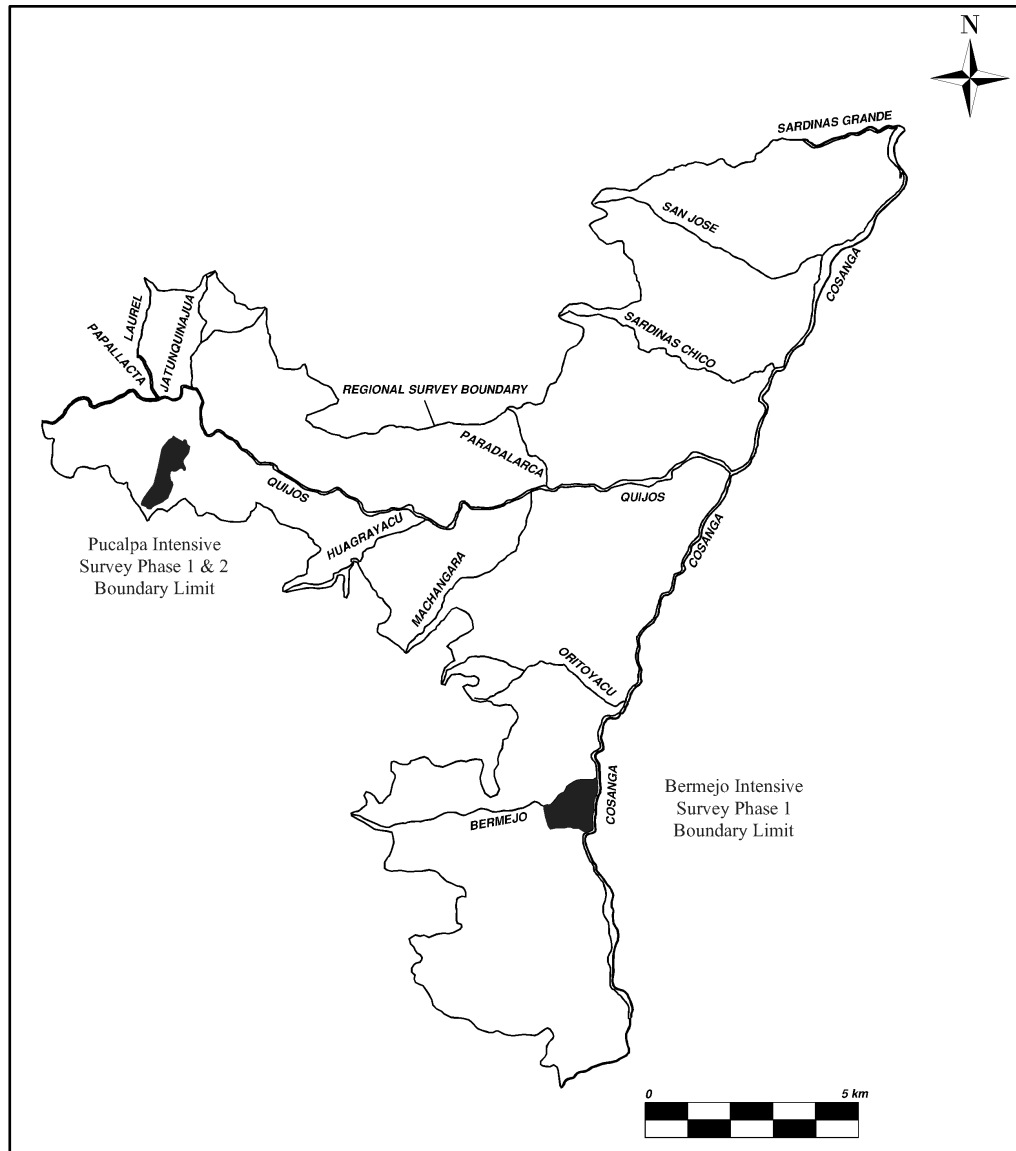 N
SARDINAS GRANDE
SAN JOSE
COSANGA
LAUREL
JATUNQUINAJUA
PAPALLACTA
SARDINAS CHICO
REGIONAL SURVEY BOUNDARY
PARADALARCA
QUIJOS
QUIJOS
HUAGRAYACU
COSANGA
Pucalpa Intensive
Survey Phase 1 & 2
Boundary Limit
MACHANGARA
ORITOYACU
COSANGA
Bermejo Intensive
Survey Phase 1
Boundary Limit
BERMEJO
0 5 km